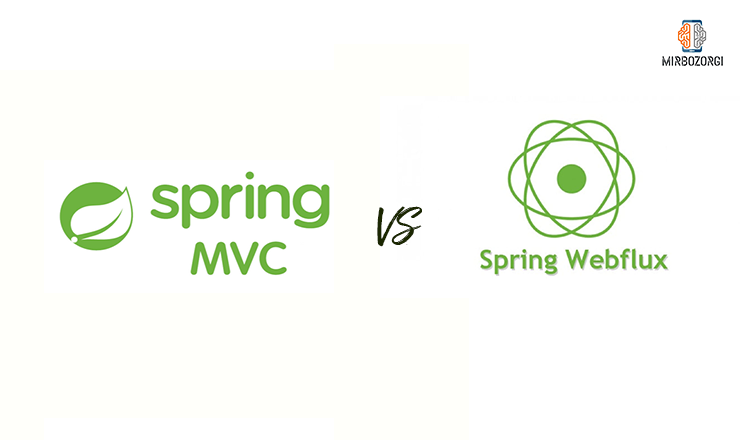 MIRBOZORGI
spring
MVC
VS
Spring Webflux